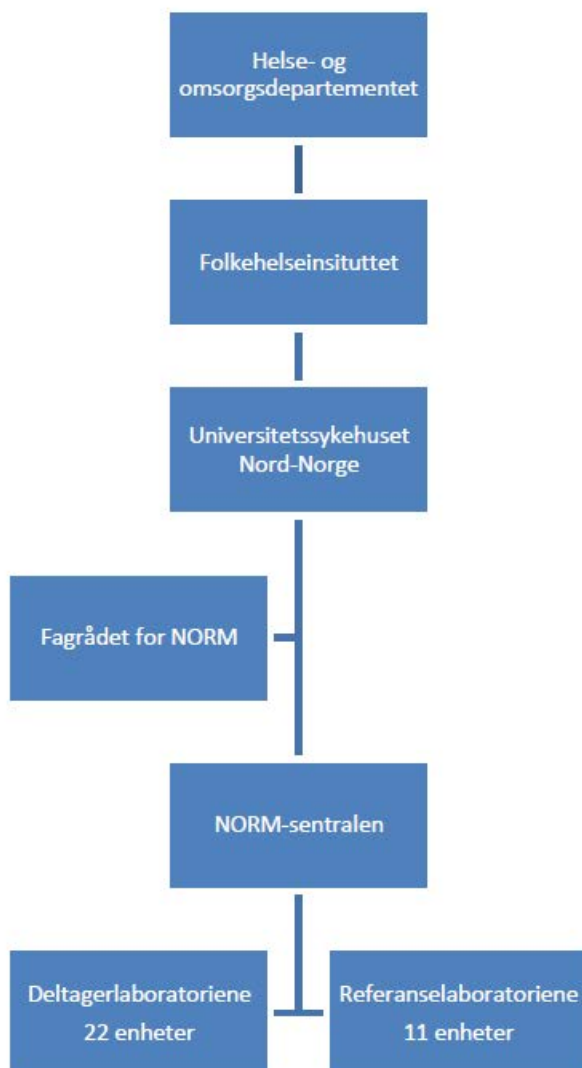 Helse- og
omsorgsdepartementet
Folkehelseinsituttet
Universitetssykehuset
Nord-Norge
Fagrådet for NORM
NORM-sentralen
Deltagerlaboratoriene
22 enheter
Referanselaboratoriene
11 enheter